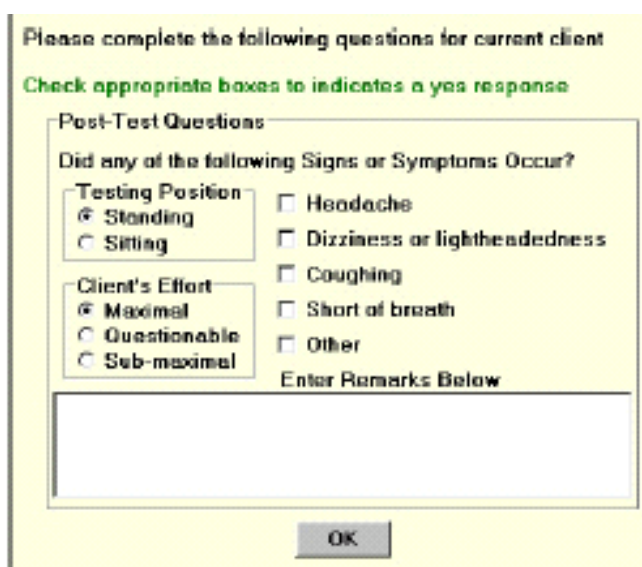 Please complete the following questions for current client
Check appropriate boxes to indicates a yes response
Post-Test Questions
Did any of the following Signs or Symptoms Occur?
Testing Position
Standing
Sitting
Client's Effort
Maximal
Questionable
Sub-maximal
Headache
Dizziness or lightheadedness
Coughing
Short of breath
Other
Enter Remarks Below
OK